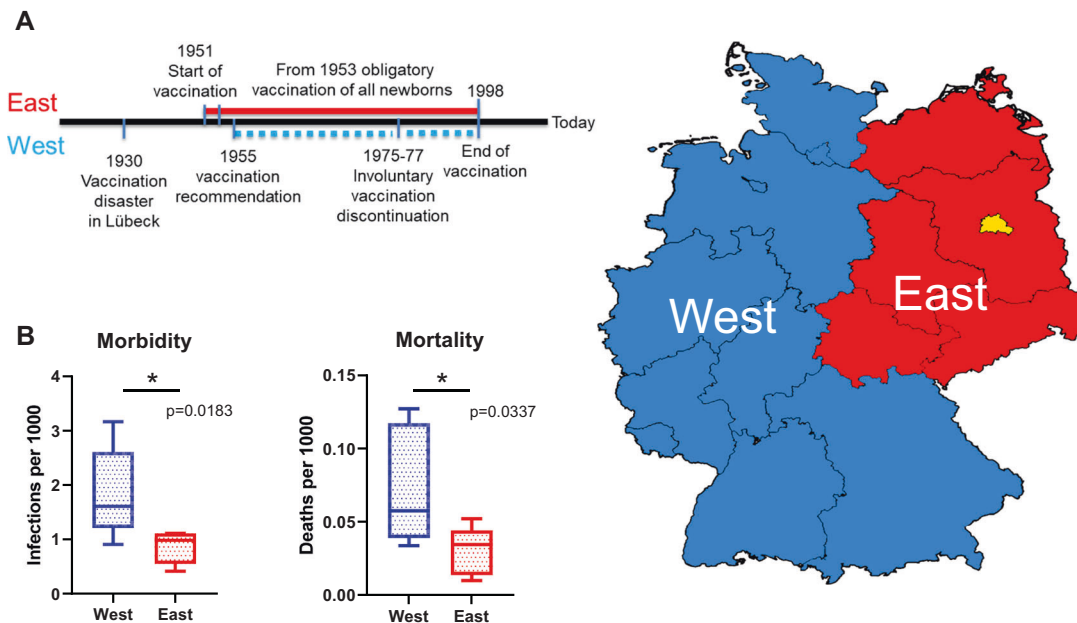 A
1951
Start of
vaccination
From 1953 obligatory
vaccination of all newborns
1998
East
West
Today
1930
Vaccination
disaster
in Lübeck
1955
vaccination
recommendation
1975-77
Involuntary
vaccination
discontinuation
End of
vaccination
West
East
B
Morbidity
Infections per 1000
4
3
2
1
0
*
p=0.0183
West
East
Mortality
Deaths per 1000
0.15
0.10
0.05
0.00
*
p=0.0337
West
East